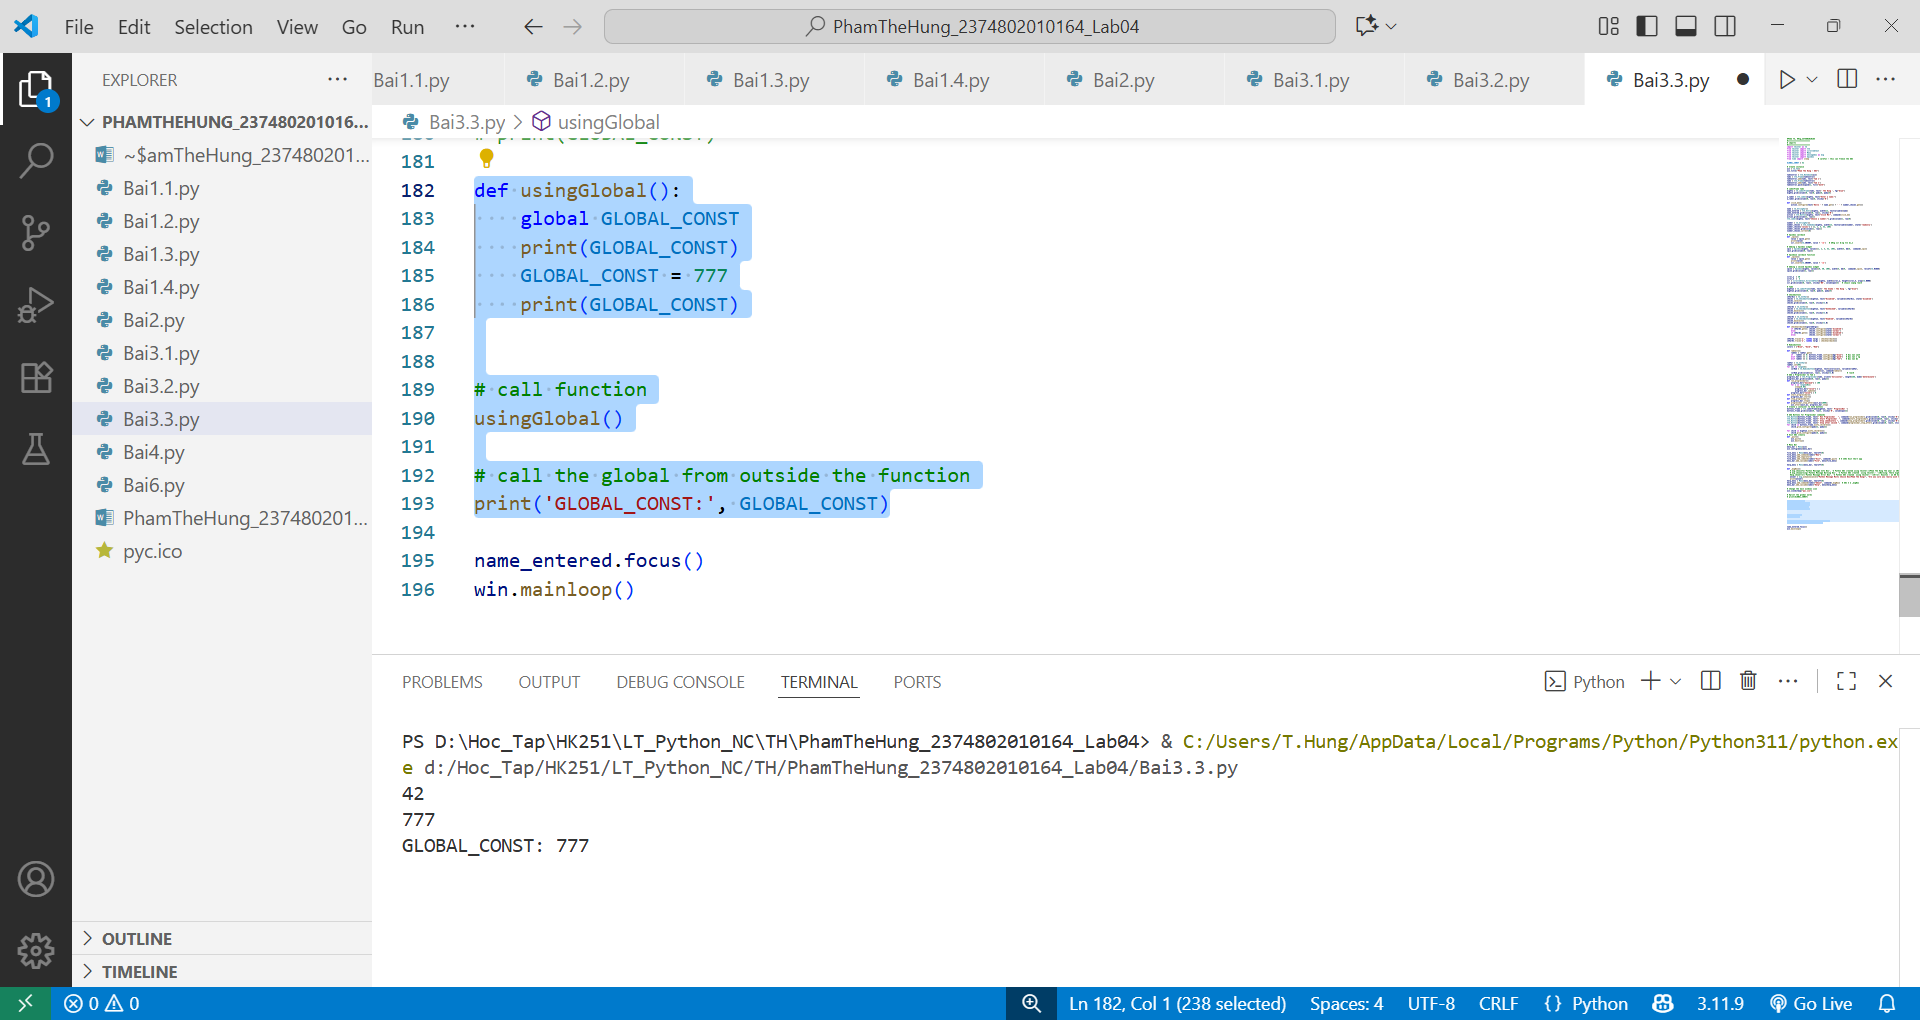 File Edit Selection View Go Run ··· PhamTheHung_2374802010164_Lab04
EXPLORER ···
PHAMTHEHUNG_237480201016...
~$amTheHung_237480201...
Bai1.1.py
Bai1.2.py
Bai1.3.py
Bai1.4.py
Bai2.py
Bai3.1.py
Bai3.2.py
Bai3.3.py
Bai4.py
Bai6.py
PhamTheHung_237480201...
pyc.ico
OUTLINE
TIMELINE
1
Bai1.1.py Bai1.2.py Bai1.3.py Bai1.4.py Bai2.py Bai3.1.py Bai3.2.py Bai3.3.py
Bai3.3.py > usingGlobal
180 # print(GLOBAL_CONST)
181
182 def usingGlobal():
183 global GLOBAL_CONST
184 print(GLOBAL_CONST)
185 GLOBAL_CONST = 777
186 print(GLOBAL_CONST)
187
188
189 # call function
190 usingGlobal()
191
192 # call the global from outside the function
193 print('GLOBAL_CONST:', GLOBAL_CONST)
194
195 name_entered.focus()
196 win.mainloop()
PROBLEMS OUTPUT DEBUG CONSOLE TERMINAL PORTS
Python
PS D:\Hoc_Tap\HK251\LT_Python_NC\TH\PhamTheHung_2374802010164_Lab04> & C:/Users/T.Hung/AppData/Local/Programs/Python/Python311/python.ex
e d:/Hoc_Tap/HK251/LT_Python_NC/TH/PhamTheHung_2374802010164_Lab04/Bai3.3.py
42
777
GLOBAL_CONST: 777
0 0 Ln 182, Col 1 (238 selected) Spaces: 4 UTF-8 CRLF {} Python 3.11.9 Go Live